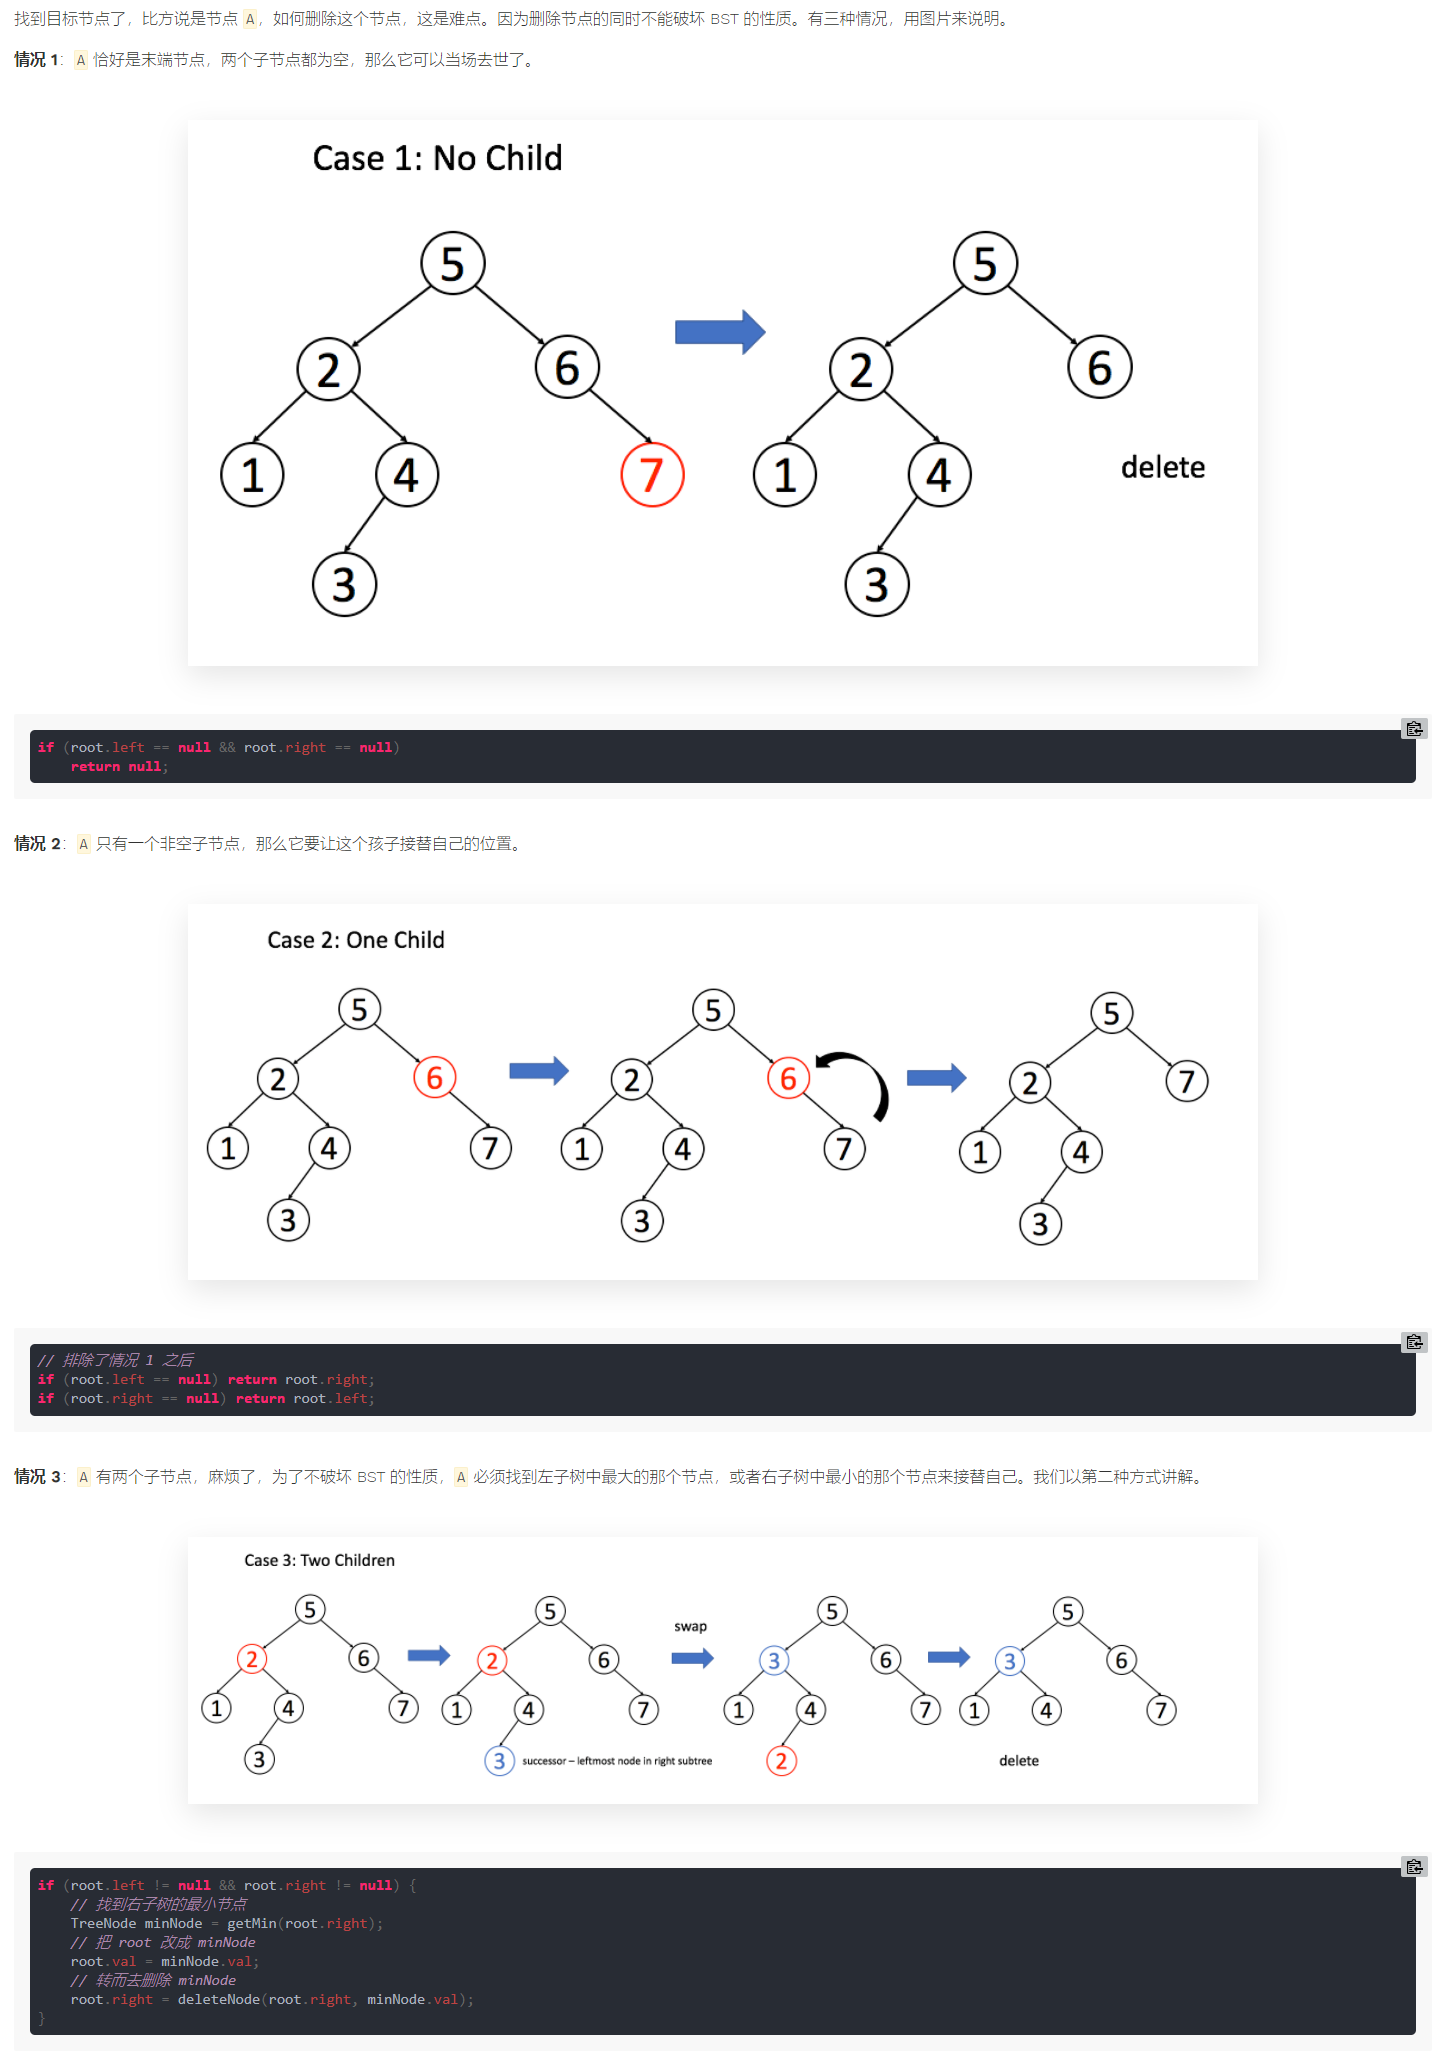 找到目标节点了，比方说是节点 A，如何删除这个节点，这是难点。因为删除节点的同时不能破坏 BST 的性质。有三种情况，用图片来说明。
情况 1：A 恰好是末端节点，两个子节点都为空，那么它可以当场去世了。
Case 1: No Child
5 5
2 6 2 6
1 4 7 1 4 delete
3 3
if (root.left == null && root.right == null)
return null;
情况 2：A 只有一个非空子节点，那么它要让这个孩子接替自己的位置。
Case 2: One Child
5 5 5
2 6 2 6 2 7
1 4 7 1 4 7 1 4
3 3 3
// 排除了情况 1 之后
if (root.left == null) return root.right;
if (root.right == null) return root.left;
情况 3：A 有两个子节点，麻烦了，为了不破坏 BST 的性质，A 必须找到左子树中最大的那个节点，或者右子树中最小的那个节点来接替自己。我们以第二种方式讲解。
Case 3: Two Children
5 5 swap 5 5
2 6 2 6 3 6 3 6
1 4 7 1 4 7 1 4 7 1 4 7
3 3 successor – leftmost node in right subtree 2 delete
if (root.left != null && root.right != null) {
// 找到右子树的最小节点
TreeNode minNode = getMin(root.right);
// 把 root 改成 minNode
root.val = minNode.val;
// 转而去删除 minNode
root.right = deleteNode(root.right, minNode.val);
}